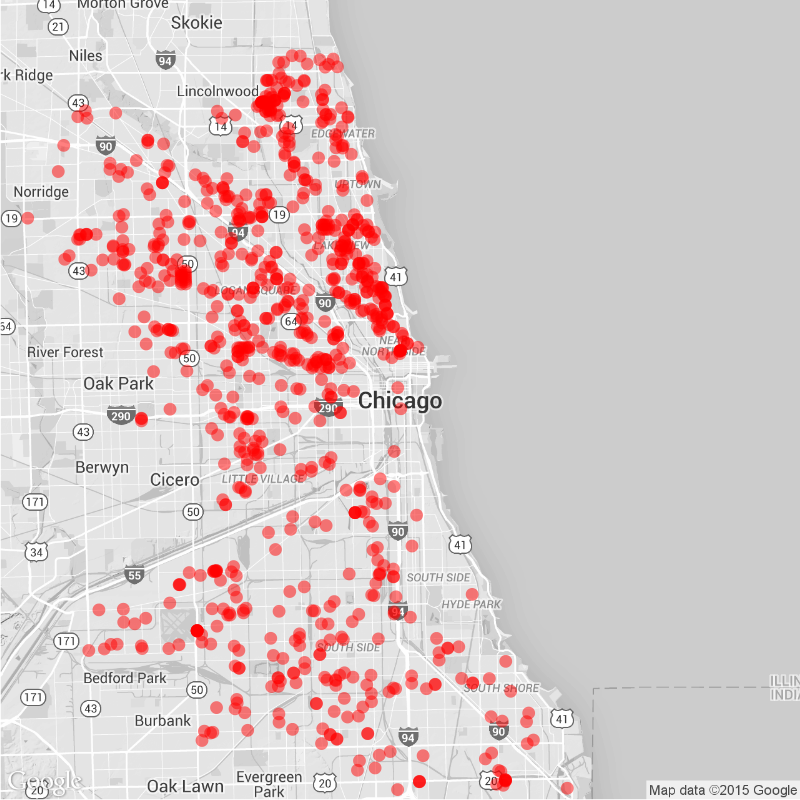 Morton Grove
14
21
Skokie
Niles
94
rk Ridge
Lincolnwood
43
14
14
EDGEWATER
90
UPTOWN
Norridge
19
19
94
LAKEVIEW
50
43
41
LOGAN SQUARE
90
64
64
NEAR
NORTH SIDE
River Forest
50
Oak Park
Chicago
290
290
43
Berwyn
Cicero
LITTLE VILLAGE
171
50
90
34
41
55
SOUTH SIDE
HYDE PARK
94
171
SOUTH SIDE
Bedford Park
50
SOUTH SHORE
ILLIN
INDIA
171
43
Burbank
41
90
94
Google
20
Oak Lawn
Evergreen
Park
20
20
Map data ©2015 Google